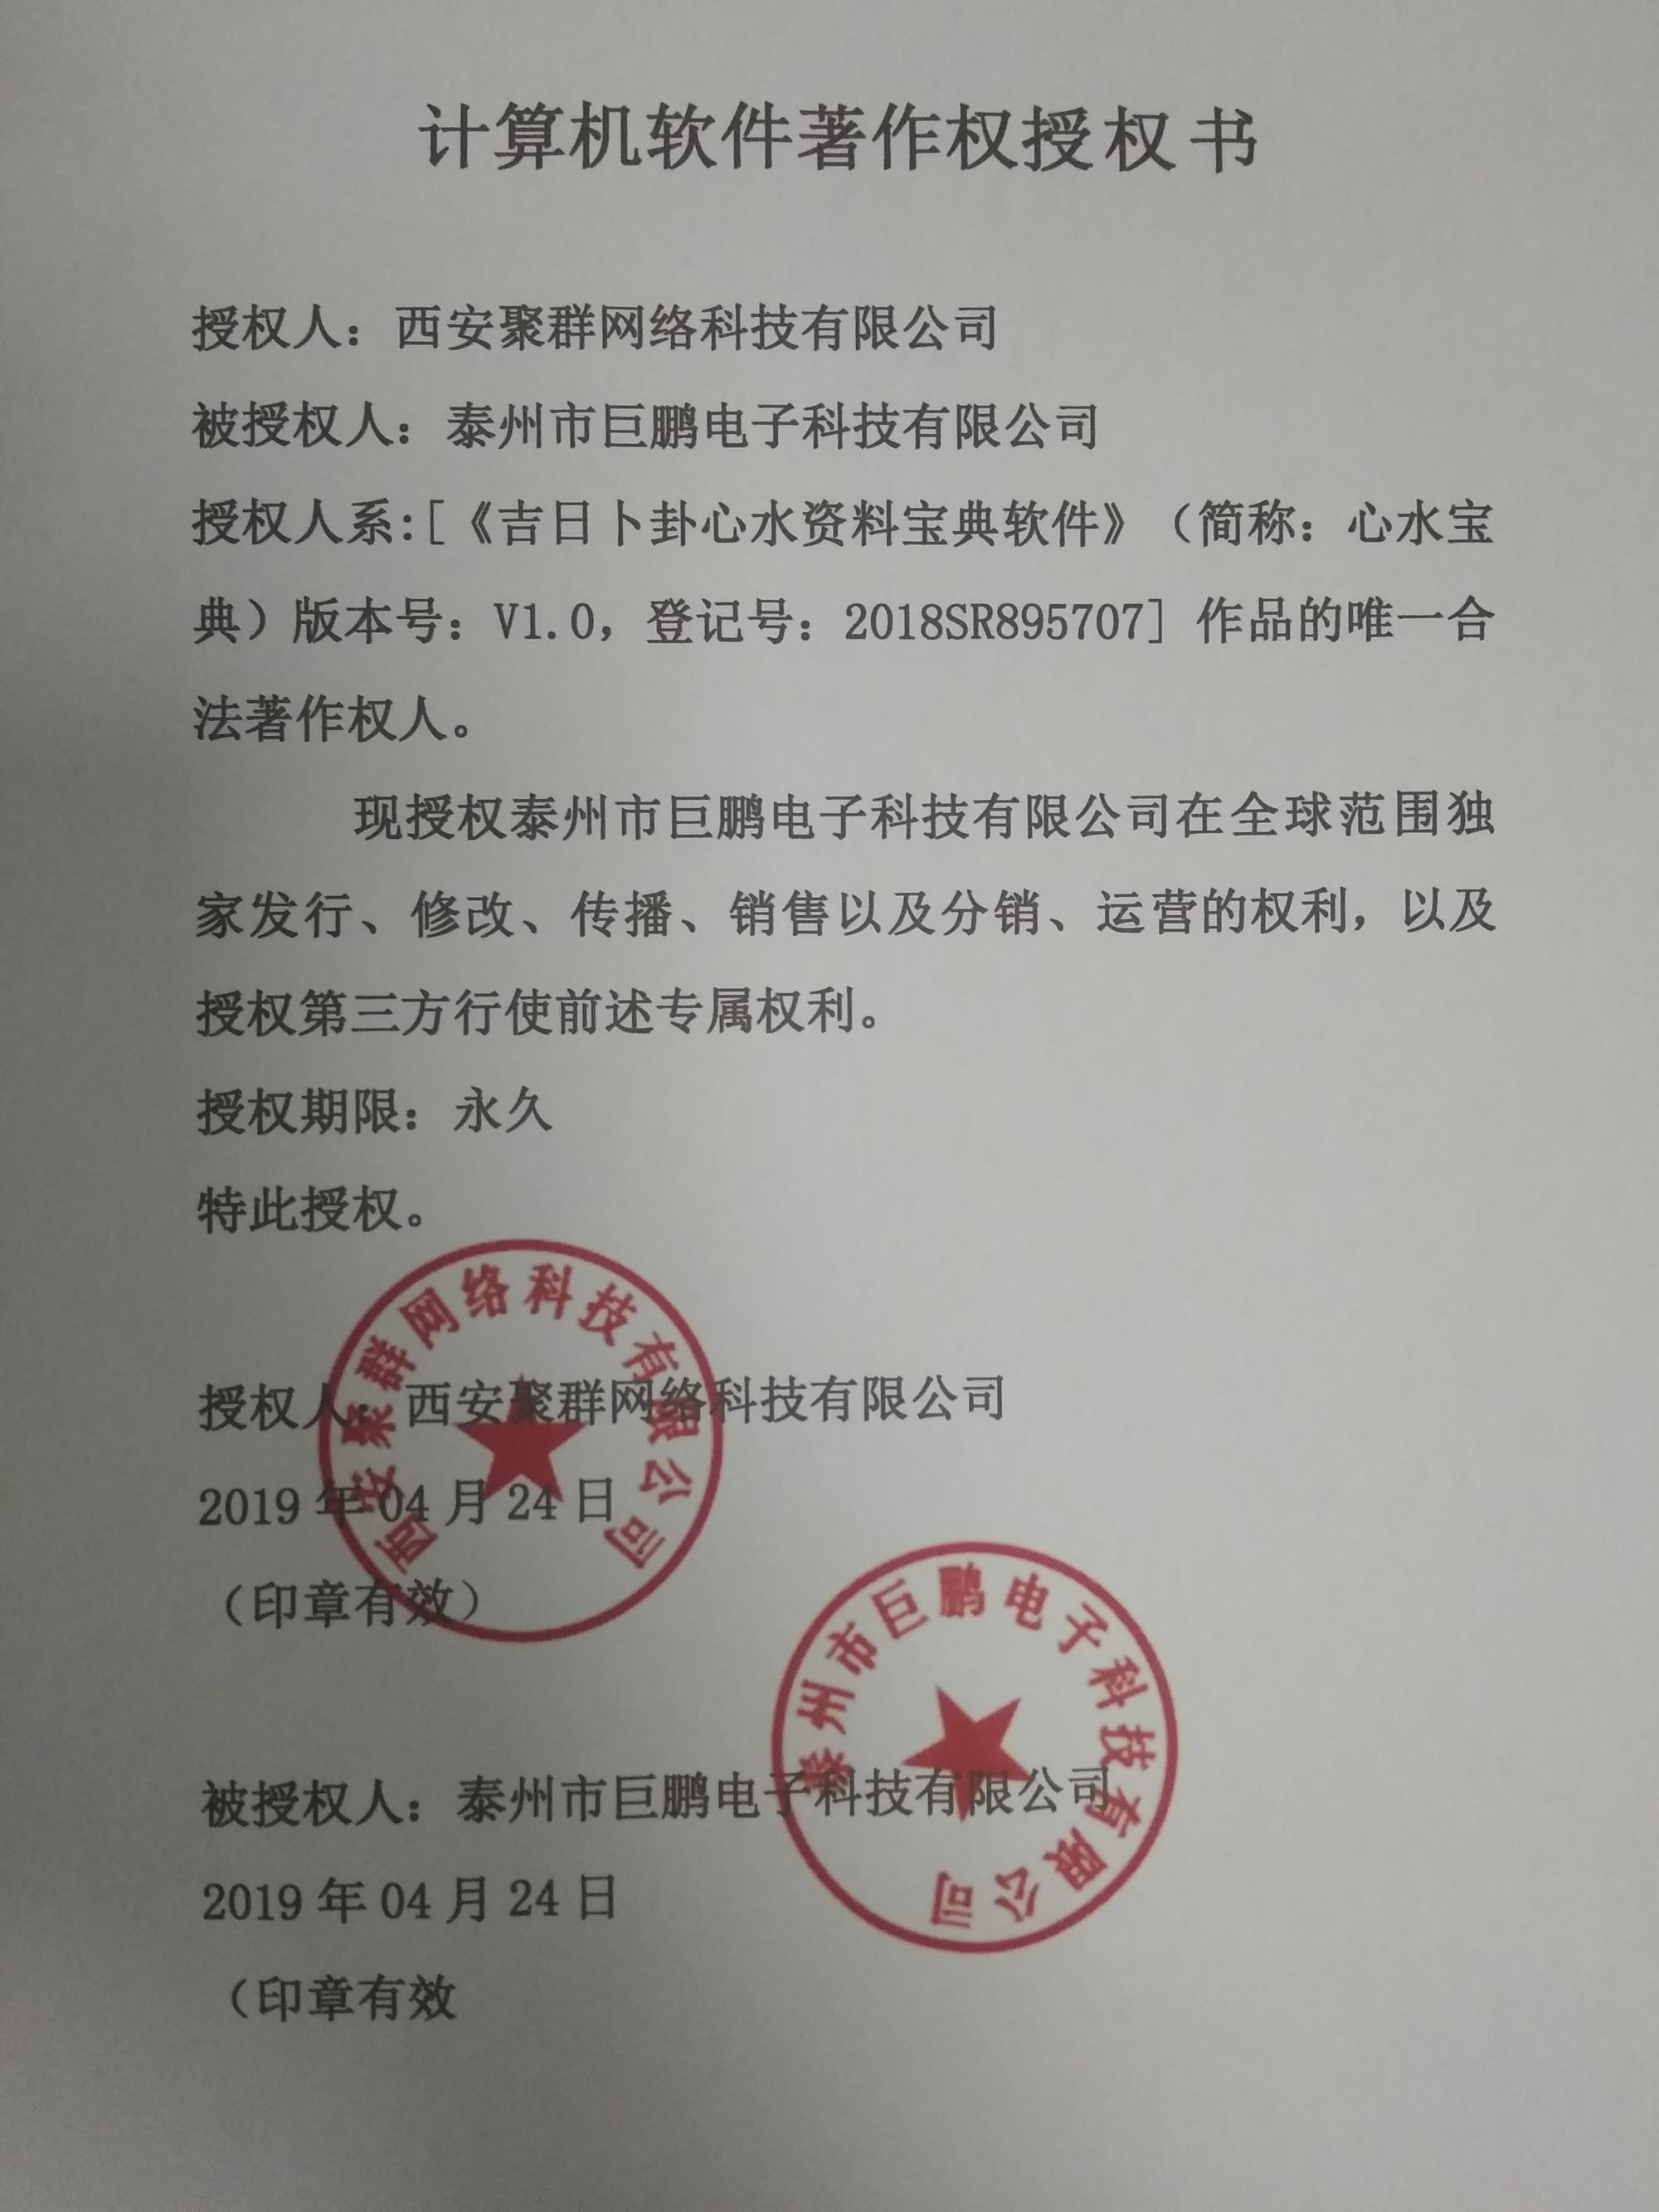 计算机软件著作权授权书
授权人：西安聚群网络科技有限公司
被授权人：泰州市巨鹏电子科技有限公司
授权人系:[《吉日卜卦心水资料宝典软件》（简称：心水宝
典）版本号：V1.0，登记号：2018SR895707] 作品的唯一合
法著作权人。
现授权泰州市巨鹏电子科技有限公司在全球范围独
家发行、修改、传播、销售以及分销、运营的权利，以及
授权第三方行使前述专属权利。
授权期限：永久
特此授权。
西安聚群网络科技有限公司
授权人：西安聚群网络科技有限公司
2019 年 04 月 24 日
（印章有效）
泰州市巨鹏电子科技有限公司
被授权人：泰州市巨鹏电子科技有限公司
2019 年 04 月 24 日
（印章有效